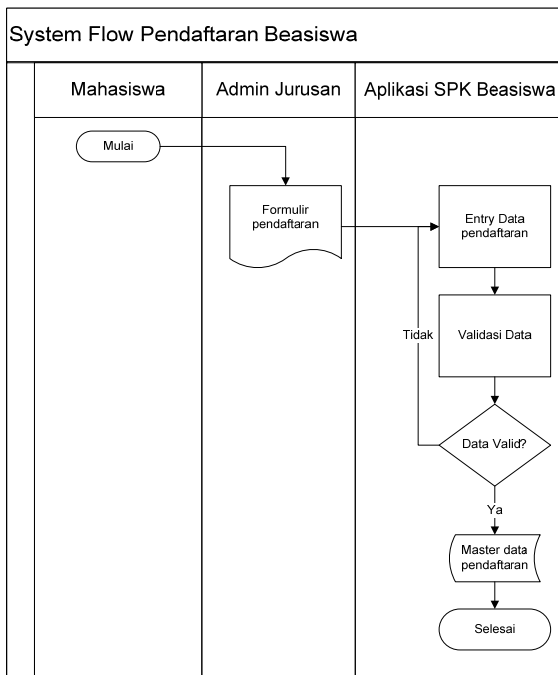 System Flow Pendaftaran Beasiswa
Mahasiswa
Admin Jurusan
Aplikasi SPK Beasiswa
Mulai
Formulir
pendaftaran
Entry Data
pendaftaran
Tidak
Validasi Data
Data Valid?
Ya
Master data
pendaftaran
Selesai